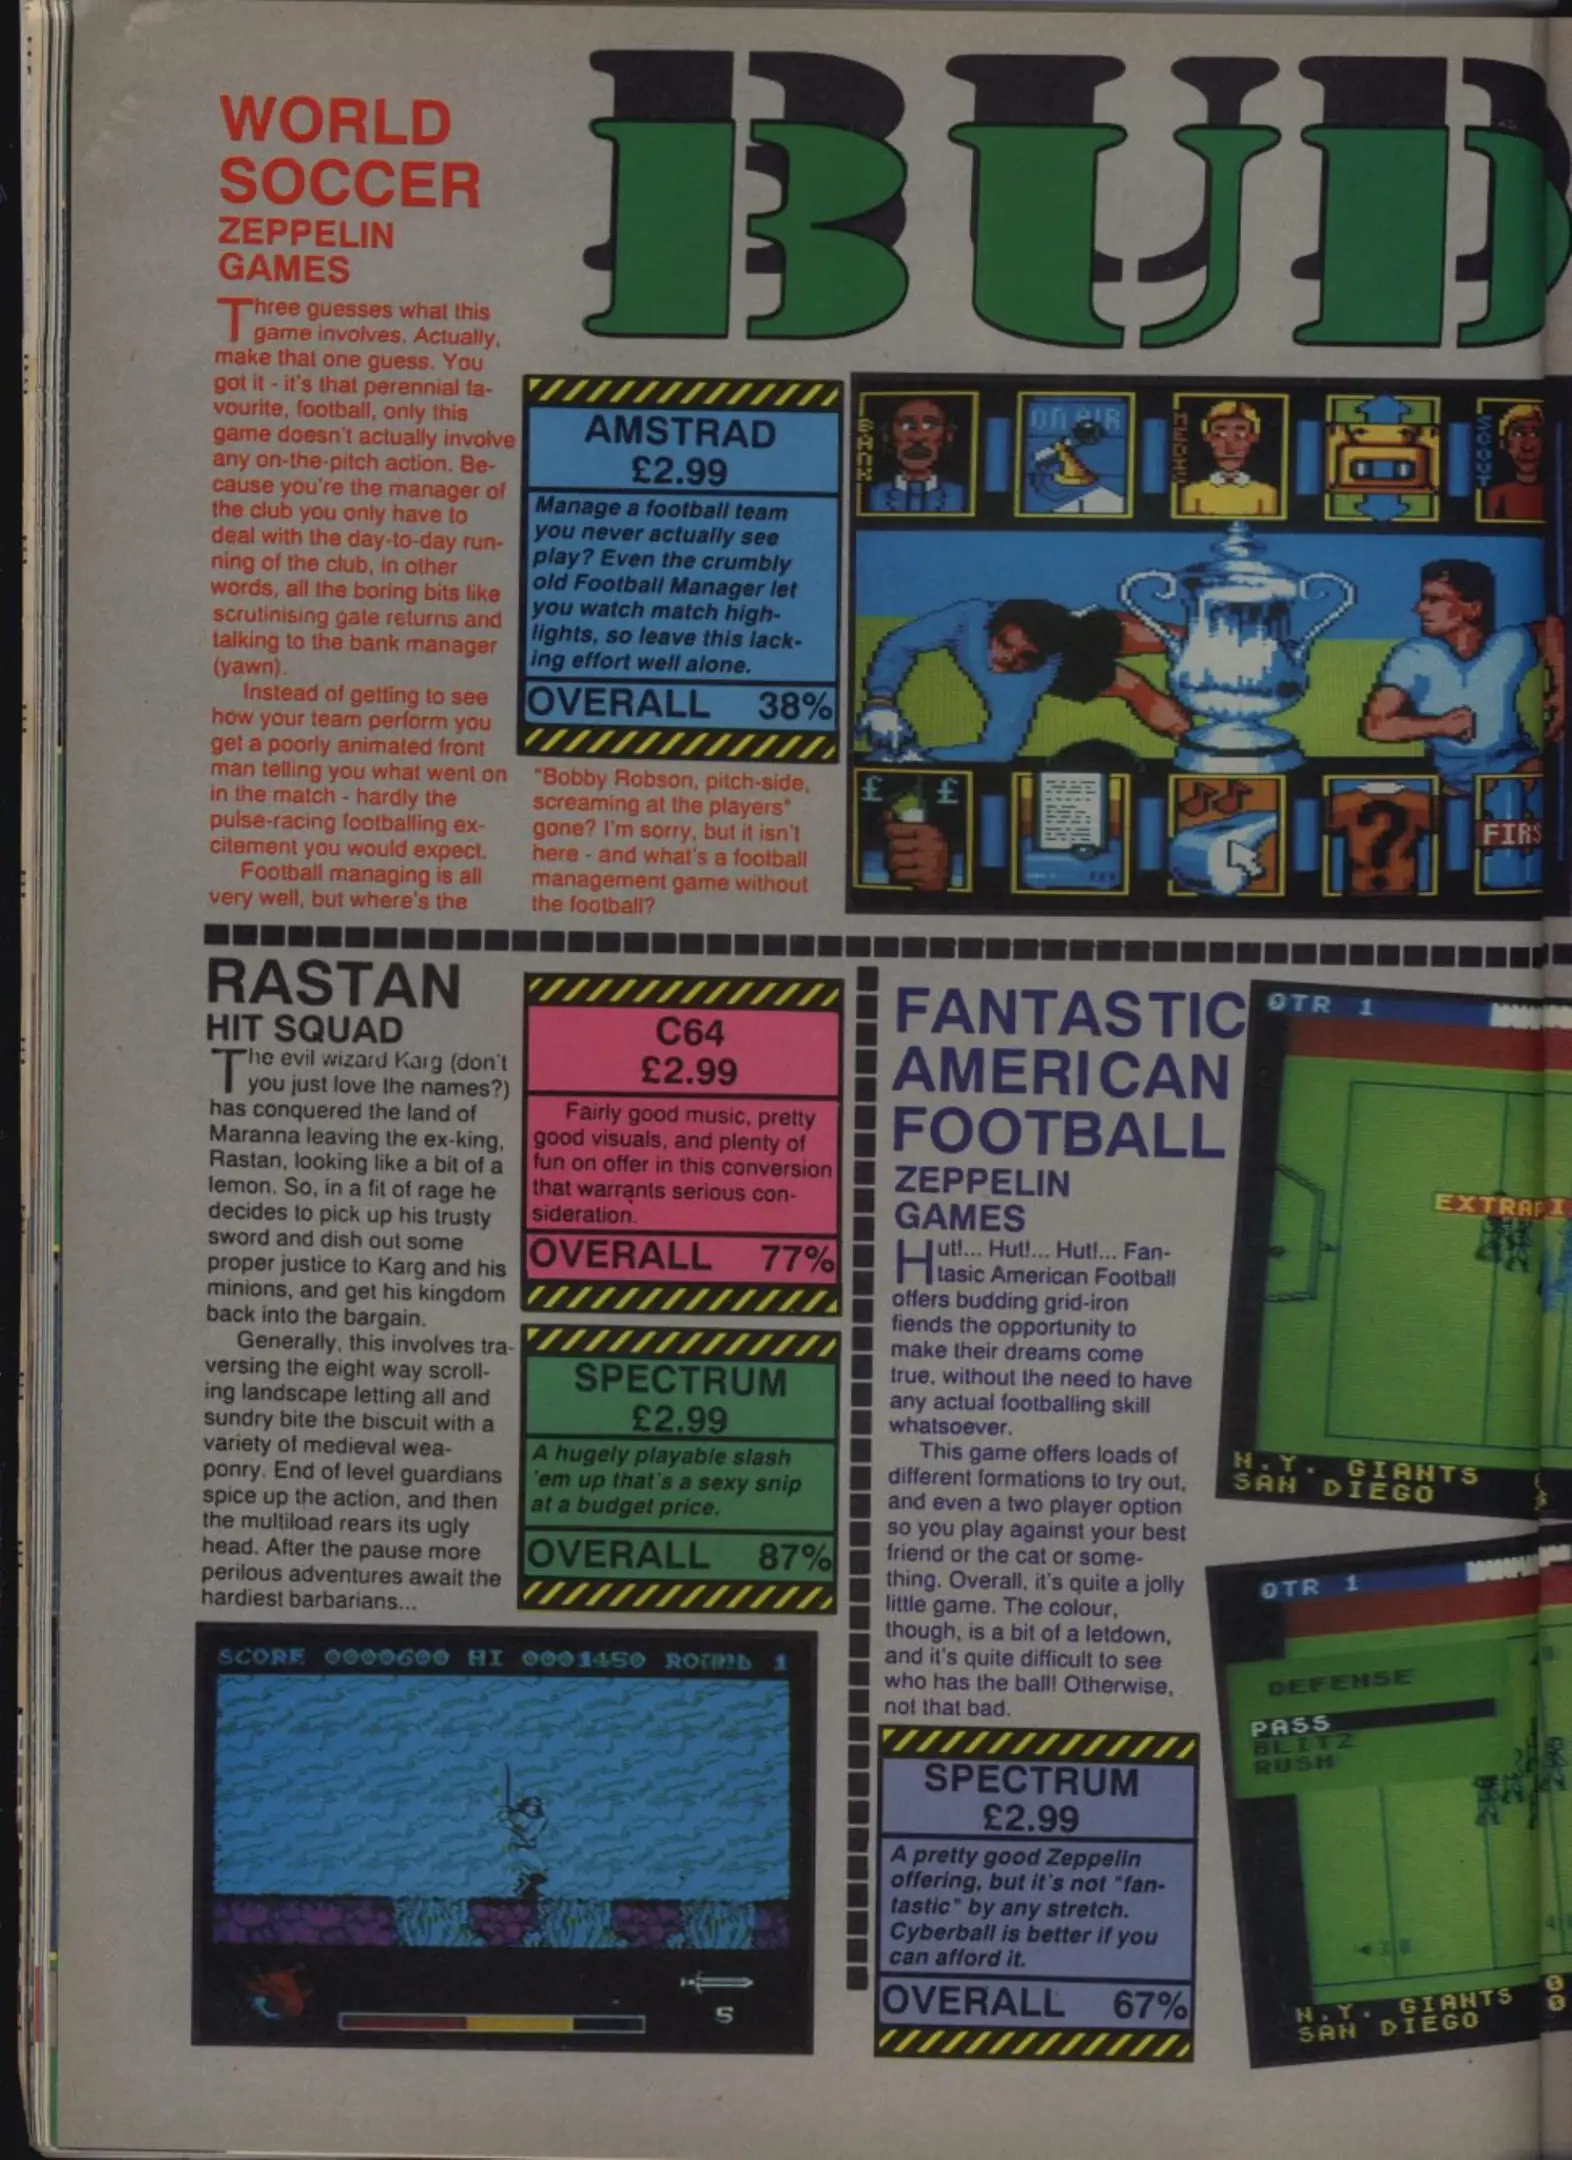 BUD
WORLD
SOCCER
ZEPPELIN
GAMES
Three guesses what this
game involves. Actually,
make that one guess. You
got it - it's that perennial fa-
vourite, football, only this
game doesn't actually involve
any on-the-pitch action. Be-
cause you're the manager of
the club you only have to
deal with the day-to-day run-
ning of the club, in other
words, all the boring bits like
scrutinising gate returns and
talking to the bank manager
(yawn).
Instead of getting to see
how your team perform you
get a poorly animated front
man telling you what went on
in the match - hardly the
pulse-racing footballing ex-
citement you would expect.
Football managing is all
very well, but where's the
"Bobby Robson, pitch-side,
screaming at the players"
gone? I'm sorry, but it isn't
here - and what's a football
management game without
the football?
AMSTRAD
£2.99
Manage a football team
you never actually see
play? Even the crumbly
old Football Manager let
you watch match high-
lights, so leave this lack-
ing effort well alone.
OVERALL 38%
BANK
ON AIR
MEDIC
SCOUT
£ £
?
FIRS
RASTAN
HIT SQUAD
The evil wizard Karg (don't
you just love the names?)
has conquered the land of
Maranna leaving the ex-king,
Rastan, looking like a bit of a
lemon. So, in a fit of rage he
decides to pick up his trusty
sword and dish out some
proper justice to Karg and his
minions, and get his kingdom
back into the bargain.
Generally, this involves tra-
versing the eight way scroll-
ing landscape letting all and
sundry bite the biscuit with a
variety of medieval wea-
ponry. End of level guardians
spice up the action, and then
the multiload rears its ugly
head. After the pause more
perilous adventures await the
hardiest barbarians...
C64
£2.99
Fairly good music, pretty
good visuals, and plenty of
fun on offer in this conversion
that warrants serious con-
sideration.
OVERALL 77%
SPECTRUM
£2.99
A hugely playable slash
'em up that's a sexy snip
at a budget price.
OVERALL 87%
SCORE 0000600 HI 0001450 ROUND 1
5
FANTASTIC
AMERICAN
FOOTBALL
ZEPPELIN
GAMES
Hut!... Hut!... Hut!... Fan-
tasic American Football
offers budding grid-iron
fiends the opportunity to
make their dreams come
true, without the need to have
any actual footballing skill
whatsoever.
This game offers loads of
different formations to try out,
and even a two player option
so you play against your best
friend or the cat or some-
thing. Overall, it's quite a jolly
little game. The colour,
though, is a bit of a letdown,
and it's quite difficult to see
who has the ball! Otherwise,
not that bad.
SPECTRUM
£2.99
A pretty good Zeppelin
offering, but it's not "fan-
tastic" by any stretch.
Cyberball is better if you
can afford it.
OVERALL 67%
QTR 1
EXTRAPI
N.Y. GIANTS
SAN DIEGO
QTR 1
DEFENSE
PASS
BLITZ
RUSH
N.Y. GIANTS 0
SAN DIEGO 0